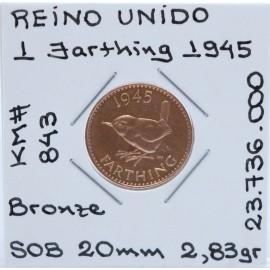 REINO UNIDO
1 Farthing 1945
KM#
843
1945
FARTHING
23.736.000
Bronze
SOB 20mm 2,83gr